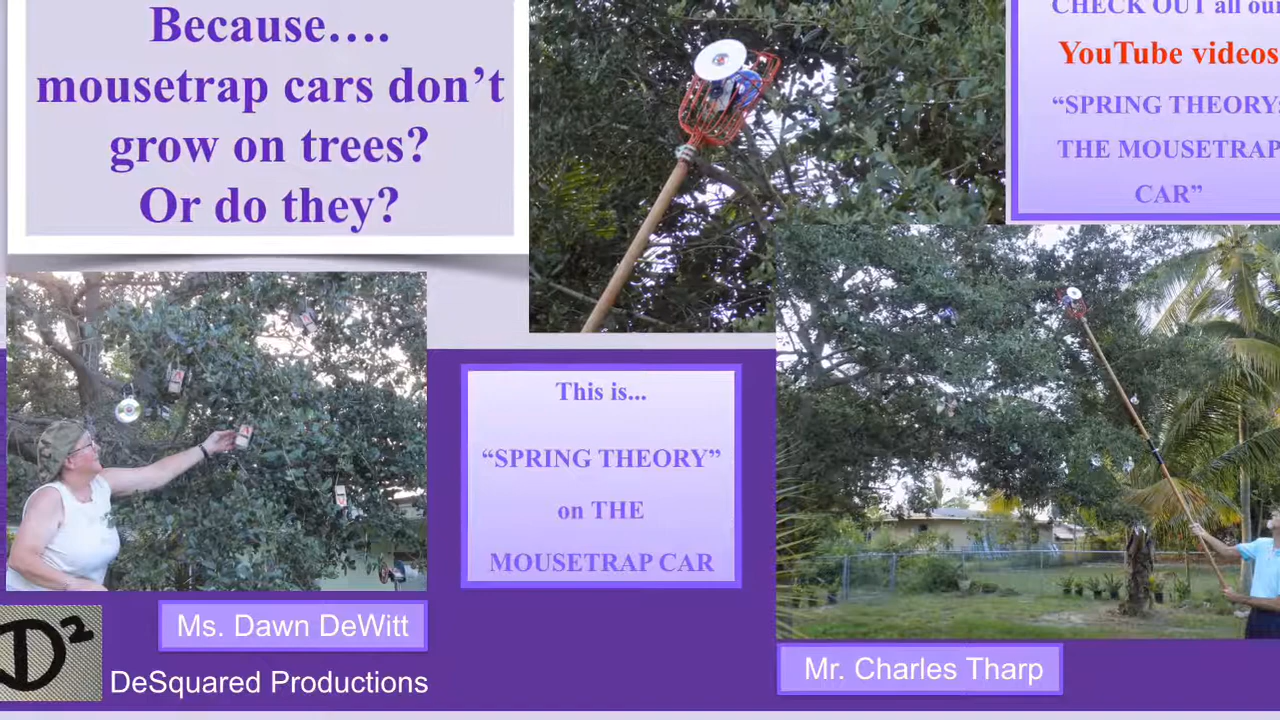 Because….
mousetrap cars don’t
grow on trees?
Or do they?
CHECK OUT all our
YouTube videos
“SPRING THEORY:
THE MOUSETRAP
CAR”
This is...
“SPRING THEORY”
on THE
MOUSETRAP CAR
Ms. Dawn DeWitt
D²
DeSquared Productions
Mr. Charles Tharp